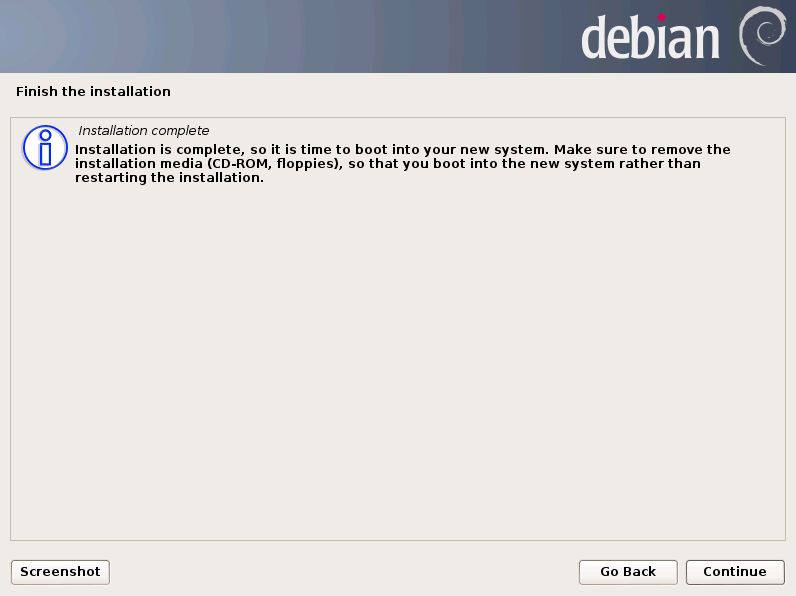 debian
Finish the installation
Installation complete
Installation is complete, so it is time to boot into your new system. Make sure to remove the
installation media (CD-ROM, floppies), so that you boot into the new system rather than
restarting the installation.
Screenshot
Go Back
Continue